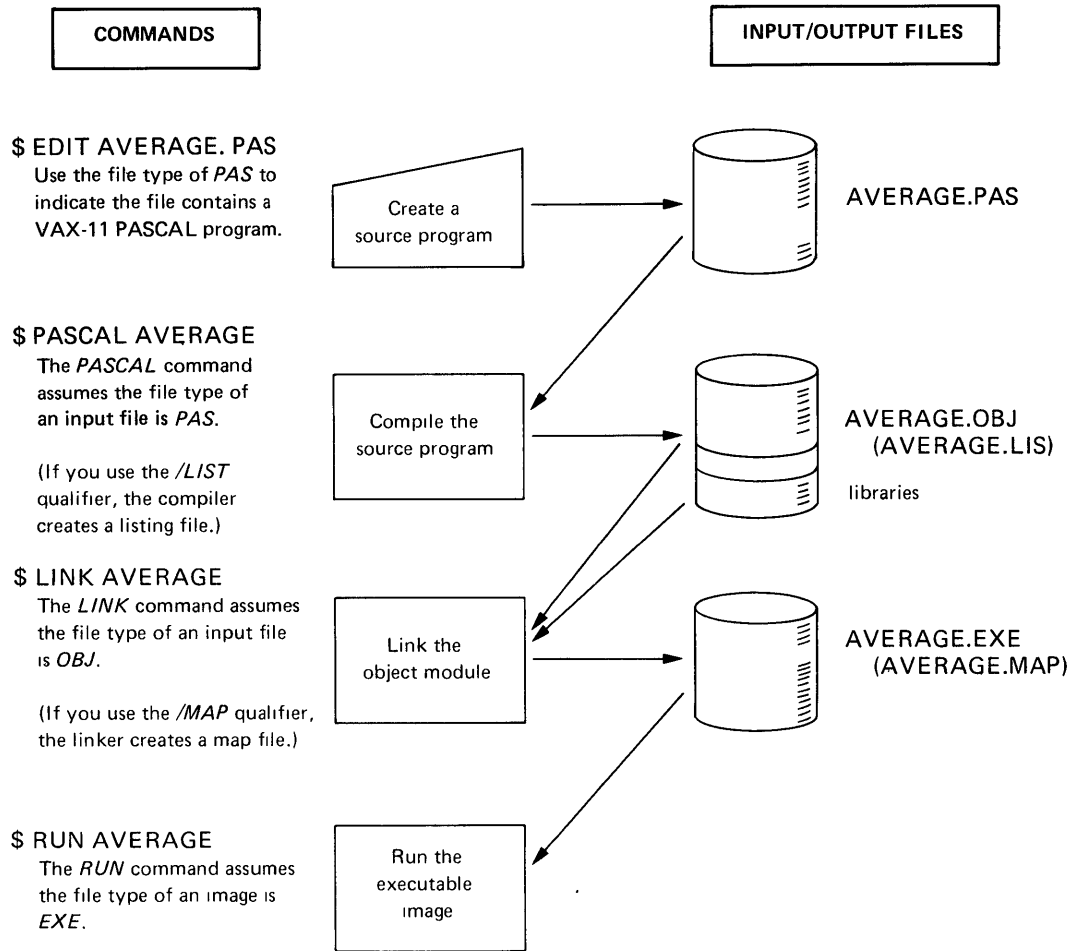 COMMANDS
INPUT/OUTPUT FILES
$ EDIT AVERAGE. PAS
Use the file type of PAS to
indicate the file contains a
VAX-11 PASCAL program.
Create a
source program
AVERAGE.PAS
$ PASCAL AVERAGE
The PASCAL command
assumes the file type of
an input file is PAS.
(If you use the /LIST
qualifier, the compiler
creates a listing file.)
Compile the
source program
AVERAGE.OBJ
(AVERAGE.LIS)
libraries
$ LINK AVERAGE
The LINK command assumes
the file type of an input file
is OBJ.
(If you use the /MAP qualifier,
the linker creates a map file.)
Link the
object module
AVERAGE.EXE
(AVERAGE.MAP)
$ RUN AVERAGE
The RUN command assumes
the file type of an image is
EXE.
Run the
executable
image